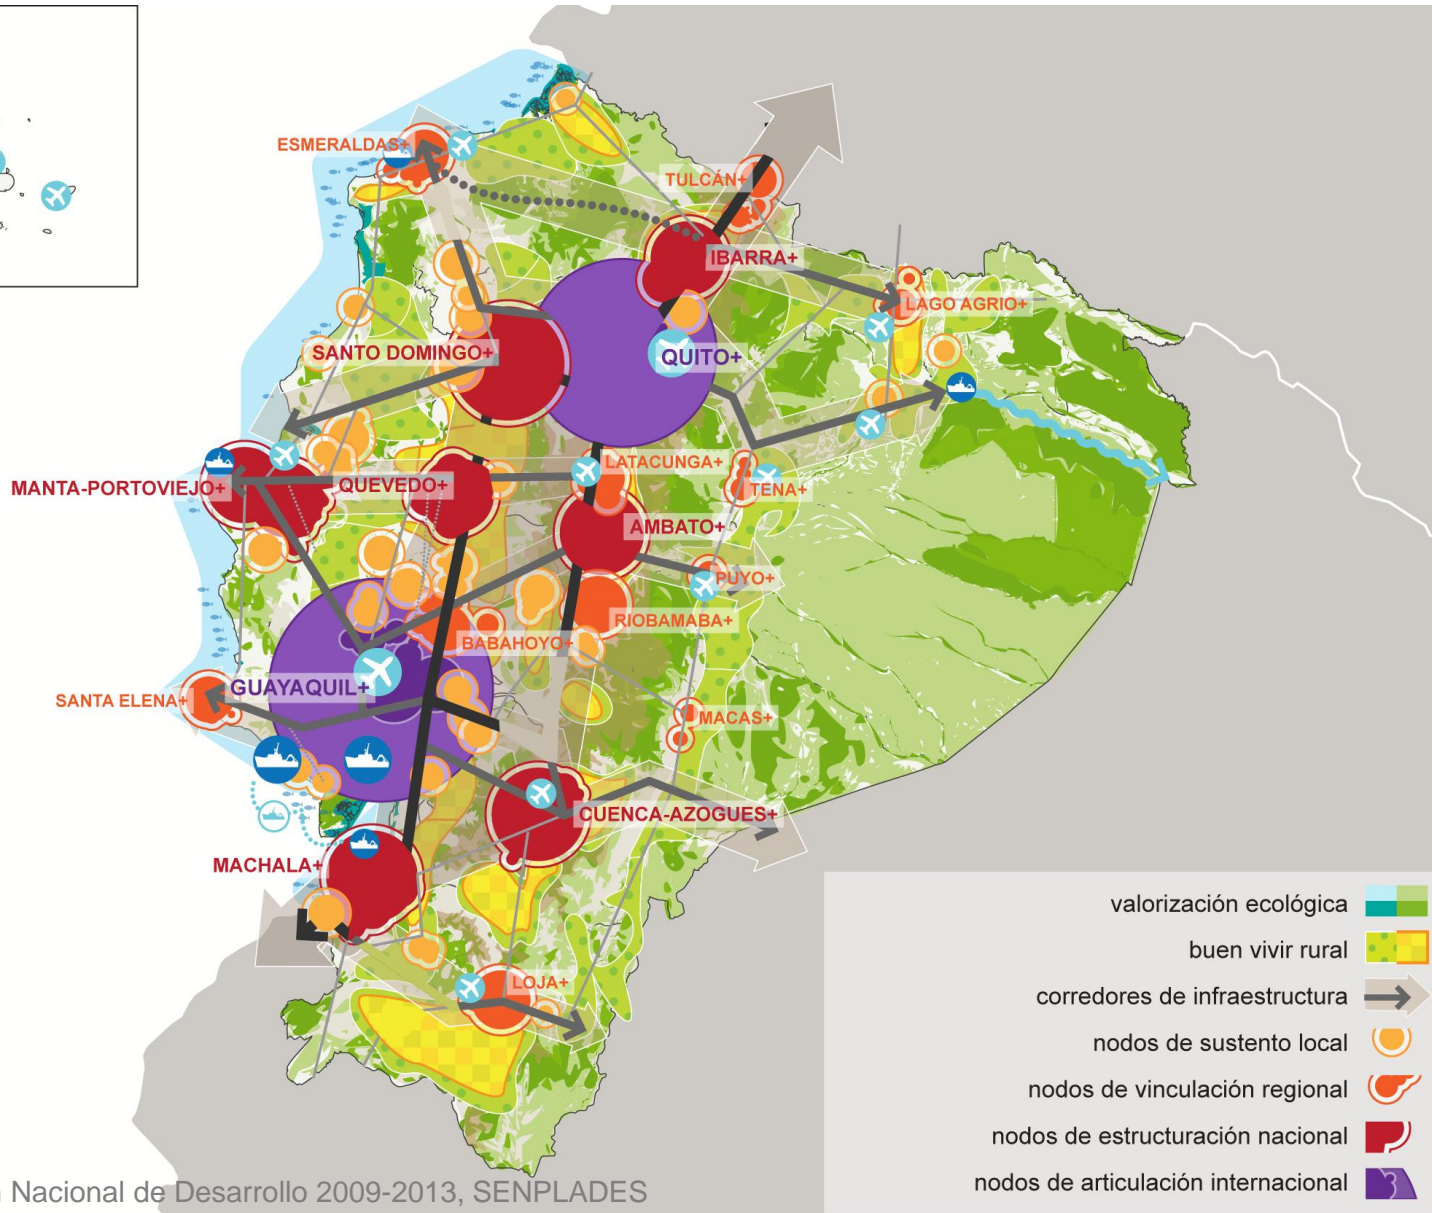 ESMERALDAS+
TULCÁN+
IBARRA+
LAGO AGRIO+
SANTO DOMINGO+
QUITO+
LATACUNGA+
MANTA-PORTOVIEJO+
QUEVEDO+
TENA+
AMBATO+
PUYO+
RIOBAMABA+
BABAHOYO+
GUAYAQUIL+
SANTA ELENA+
MACAS+
CUENCA-AZOGUES+
MACHALA+
LOJA+
valorización ecológica
buen vivir rural
corredores de infraestructura
nodos de sustento local
nodos de vinculación regional
nodos de estructuración nacional
nodos de articulación internacional
Nacional de Desarrollo 2009-2013, SENPLADES